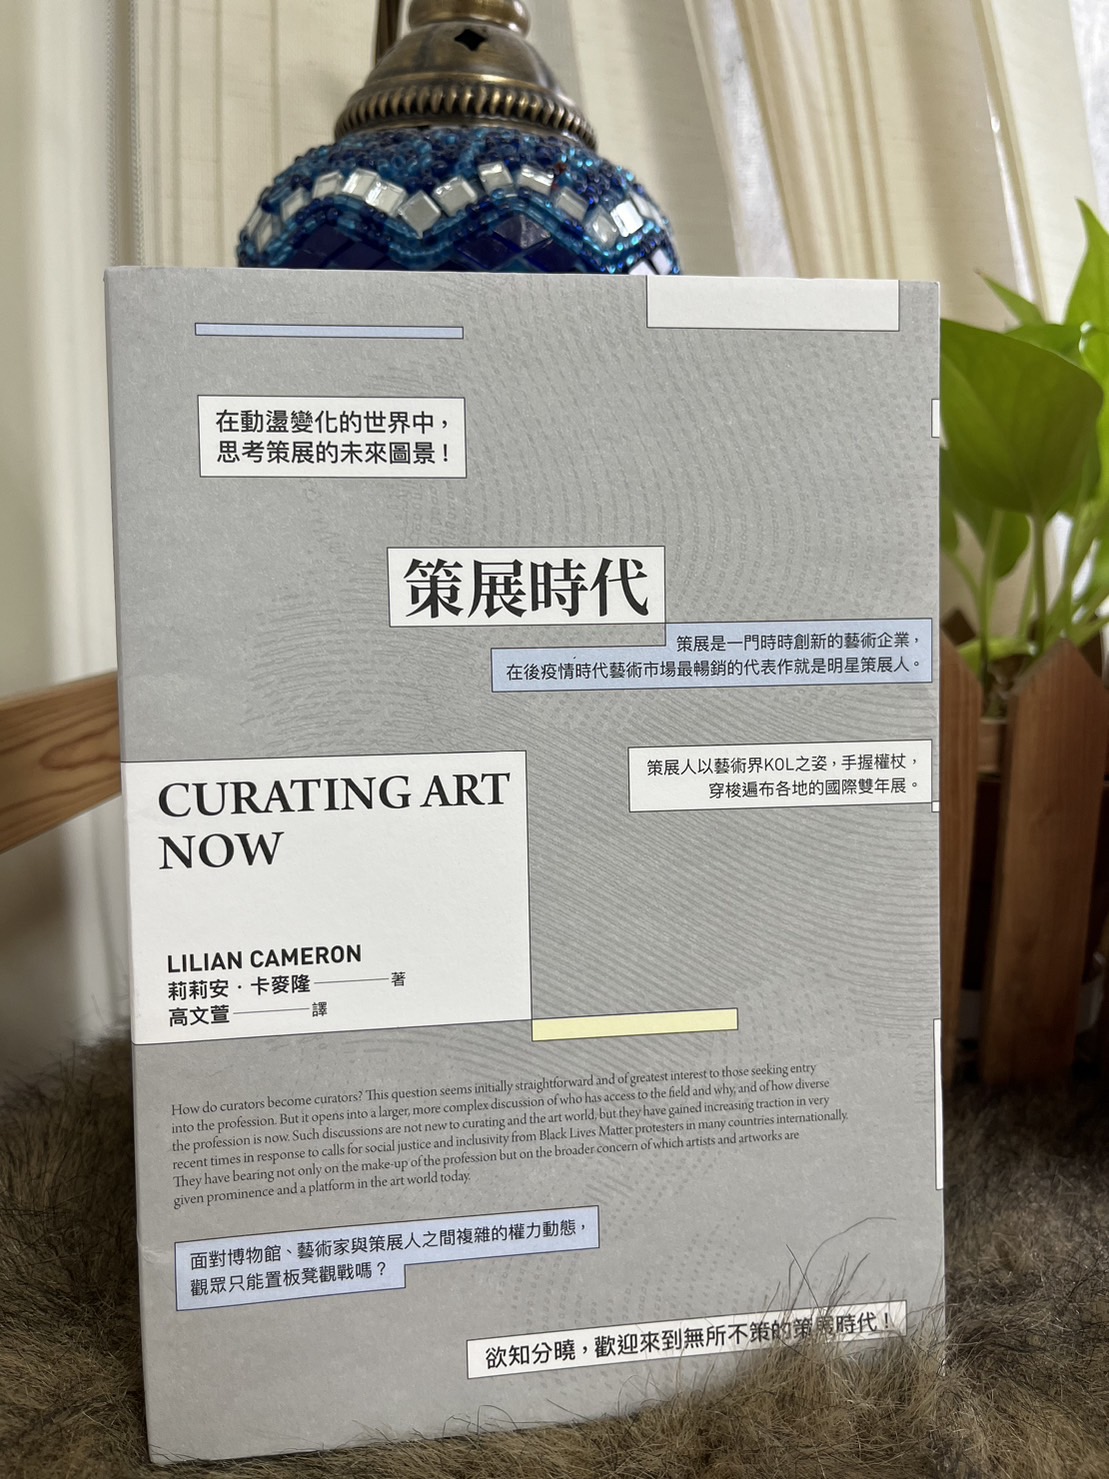 在動盪變化的世界中，
思考策展的未來圖景！
策展時代
策展是一門時時創新的藝術企業，
在後疫情時代藝術市場最暢銷的代表作就是明星策展人。
策展人以藝術界KOL之姿，手握權杖，
穿梭遍布各地的國際雙年展。
CURATING ART
NOW
LILIAN CAMERON
莉莉安．卡麥隆 著
高文萱 譯
How do curators become curators? This question seems initially straightforward and of greatest interest to those seeking entry
into the profession. But it opens into a larger, more complex discussion of who has access to the field and why, and of how diverse
the profession is now. Such discussions are not new to curating and the art world, but they have gained increasing traction in very
recent times in response to calls for social justice and inclusivity from Black Lives Matter protesters in many countries internationally.
They have bearing not only on the make-up of the profession but on the broader concern of which artists and artworks are
given prominence and a platform in the art world today.
面對博物館、藝術家與策展人之間複雜的權力動態，
觀眾只能置板凳觀戰嗎？
欲知分曉，歡迎來到無所不策的策展時代！